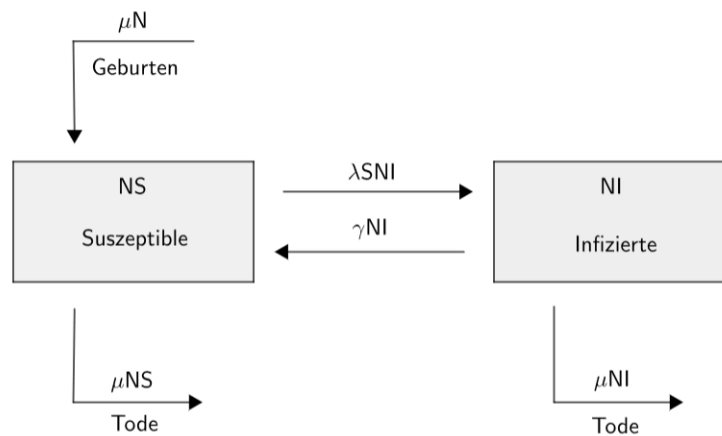 μN
Geburten
NS
Suszeptible
λSNI
γNI
NI
Infizierte
μNS
Tode
μNI
Tode